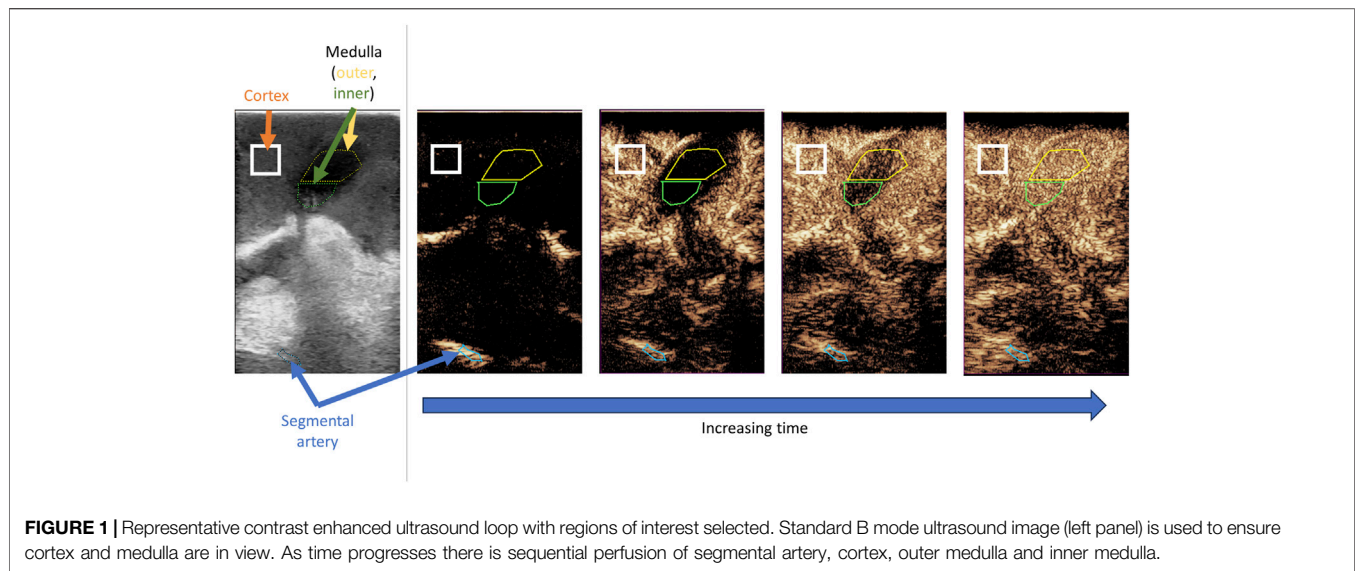 Medulla
(outer,
inner)
Cortex
Segmental
artery
Increasing time
FIGURE 1 | Representative contrast enhanced ultrasound loop with regions of interest selected. Standard B mode ultrasound image (left panel) is used to ensure
cortex and medulla are in view. As time progresses there is sequential perfusion of segmental artery, cortex, outer medulla and inner medulla.